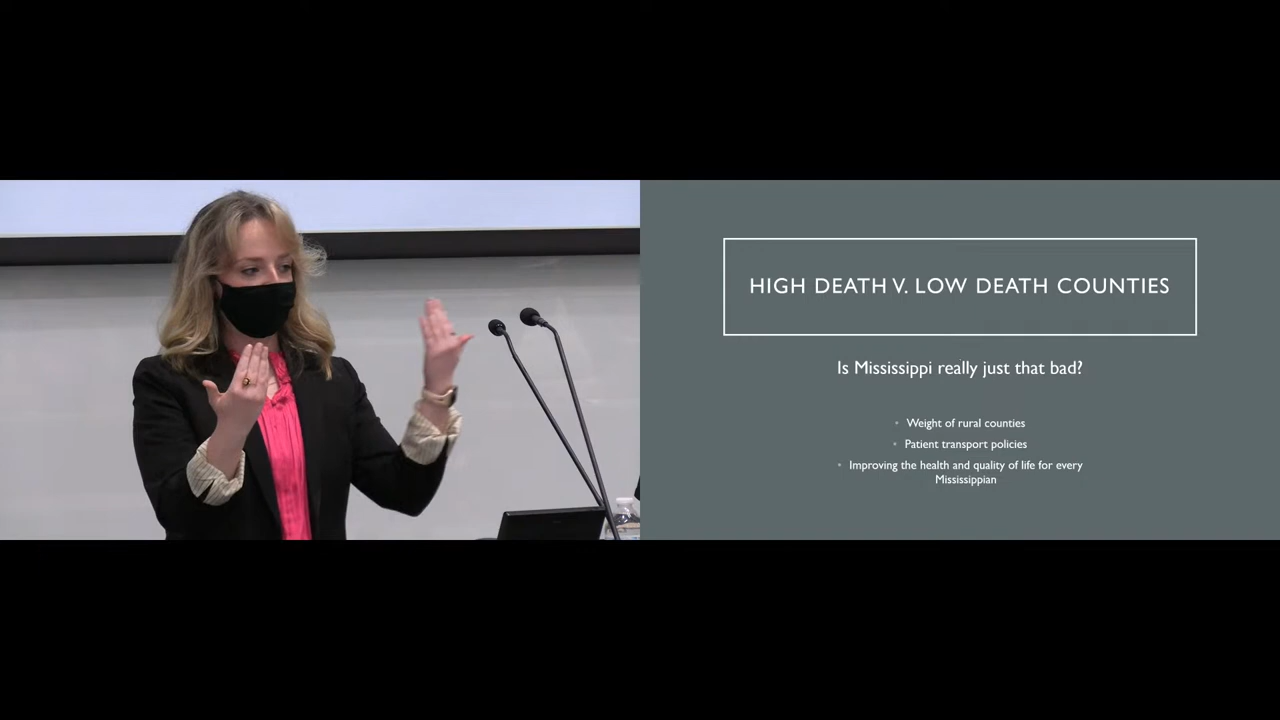 HIGH DEATH V. LOW DEATH COUNTIES
Is Mississippi really just that bad?
• Weight of rural counties
• Patient transport policies
• Improving the health and quality of life for every
Mississippian